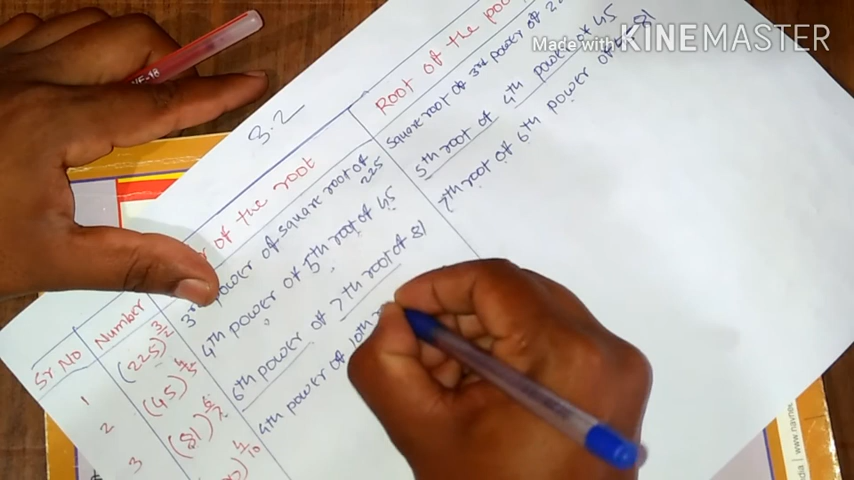 Made with KINEMASTER
3.2
Sr No
Number
of the root
Root of the
1
(225)^3/2
3rd power of square root of 225
square root of 3rd power of
2
(45)^4/5
4th power of 5th root of 45
5th root of 4th power of 45
3
(81)^6/7
6th power of 7th root of 81
7th root of 6th power of 81
4th power of 10th